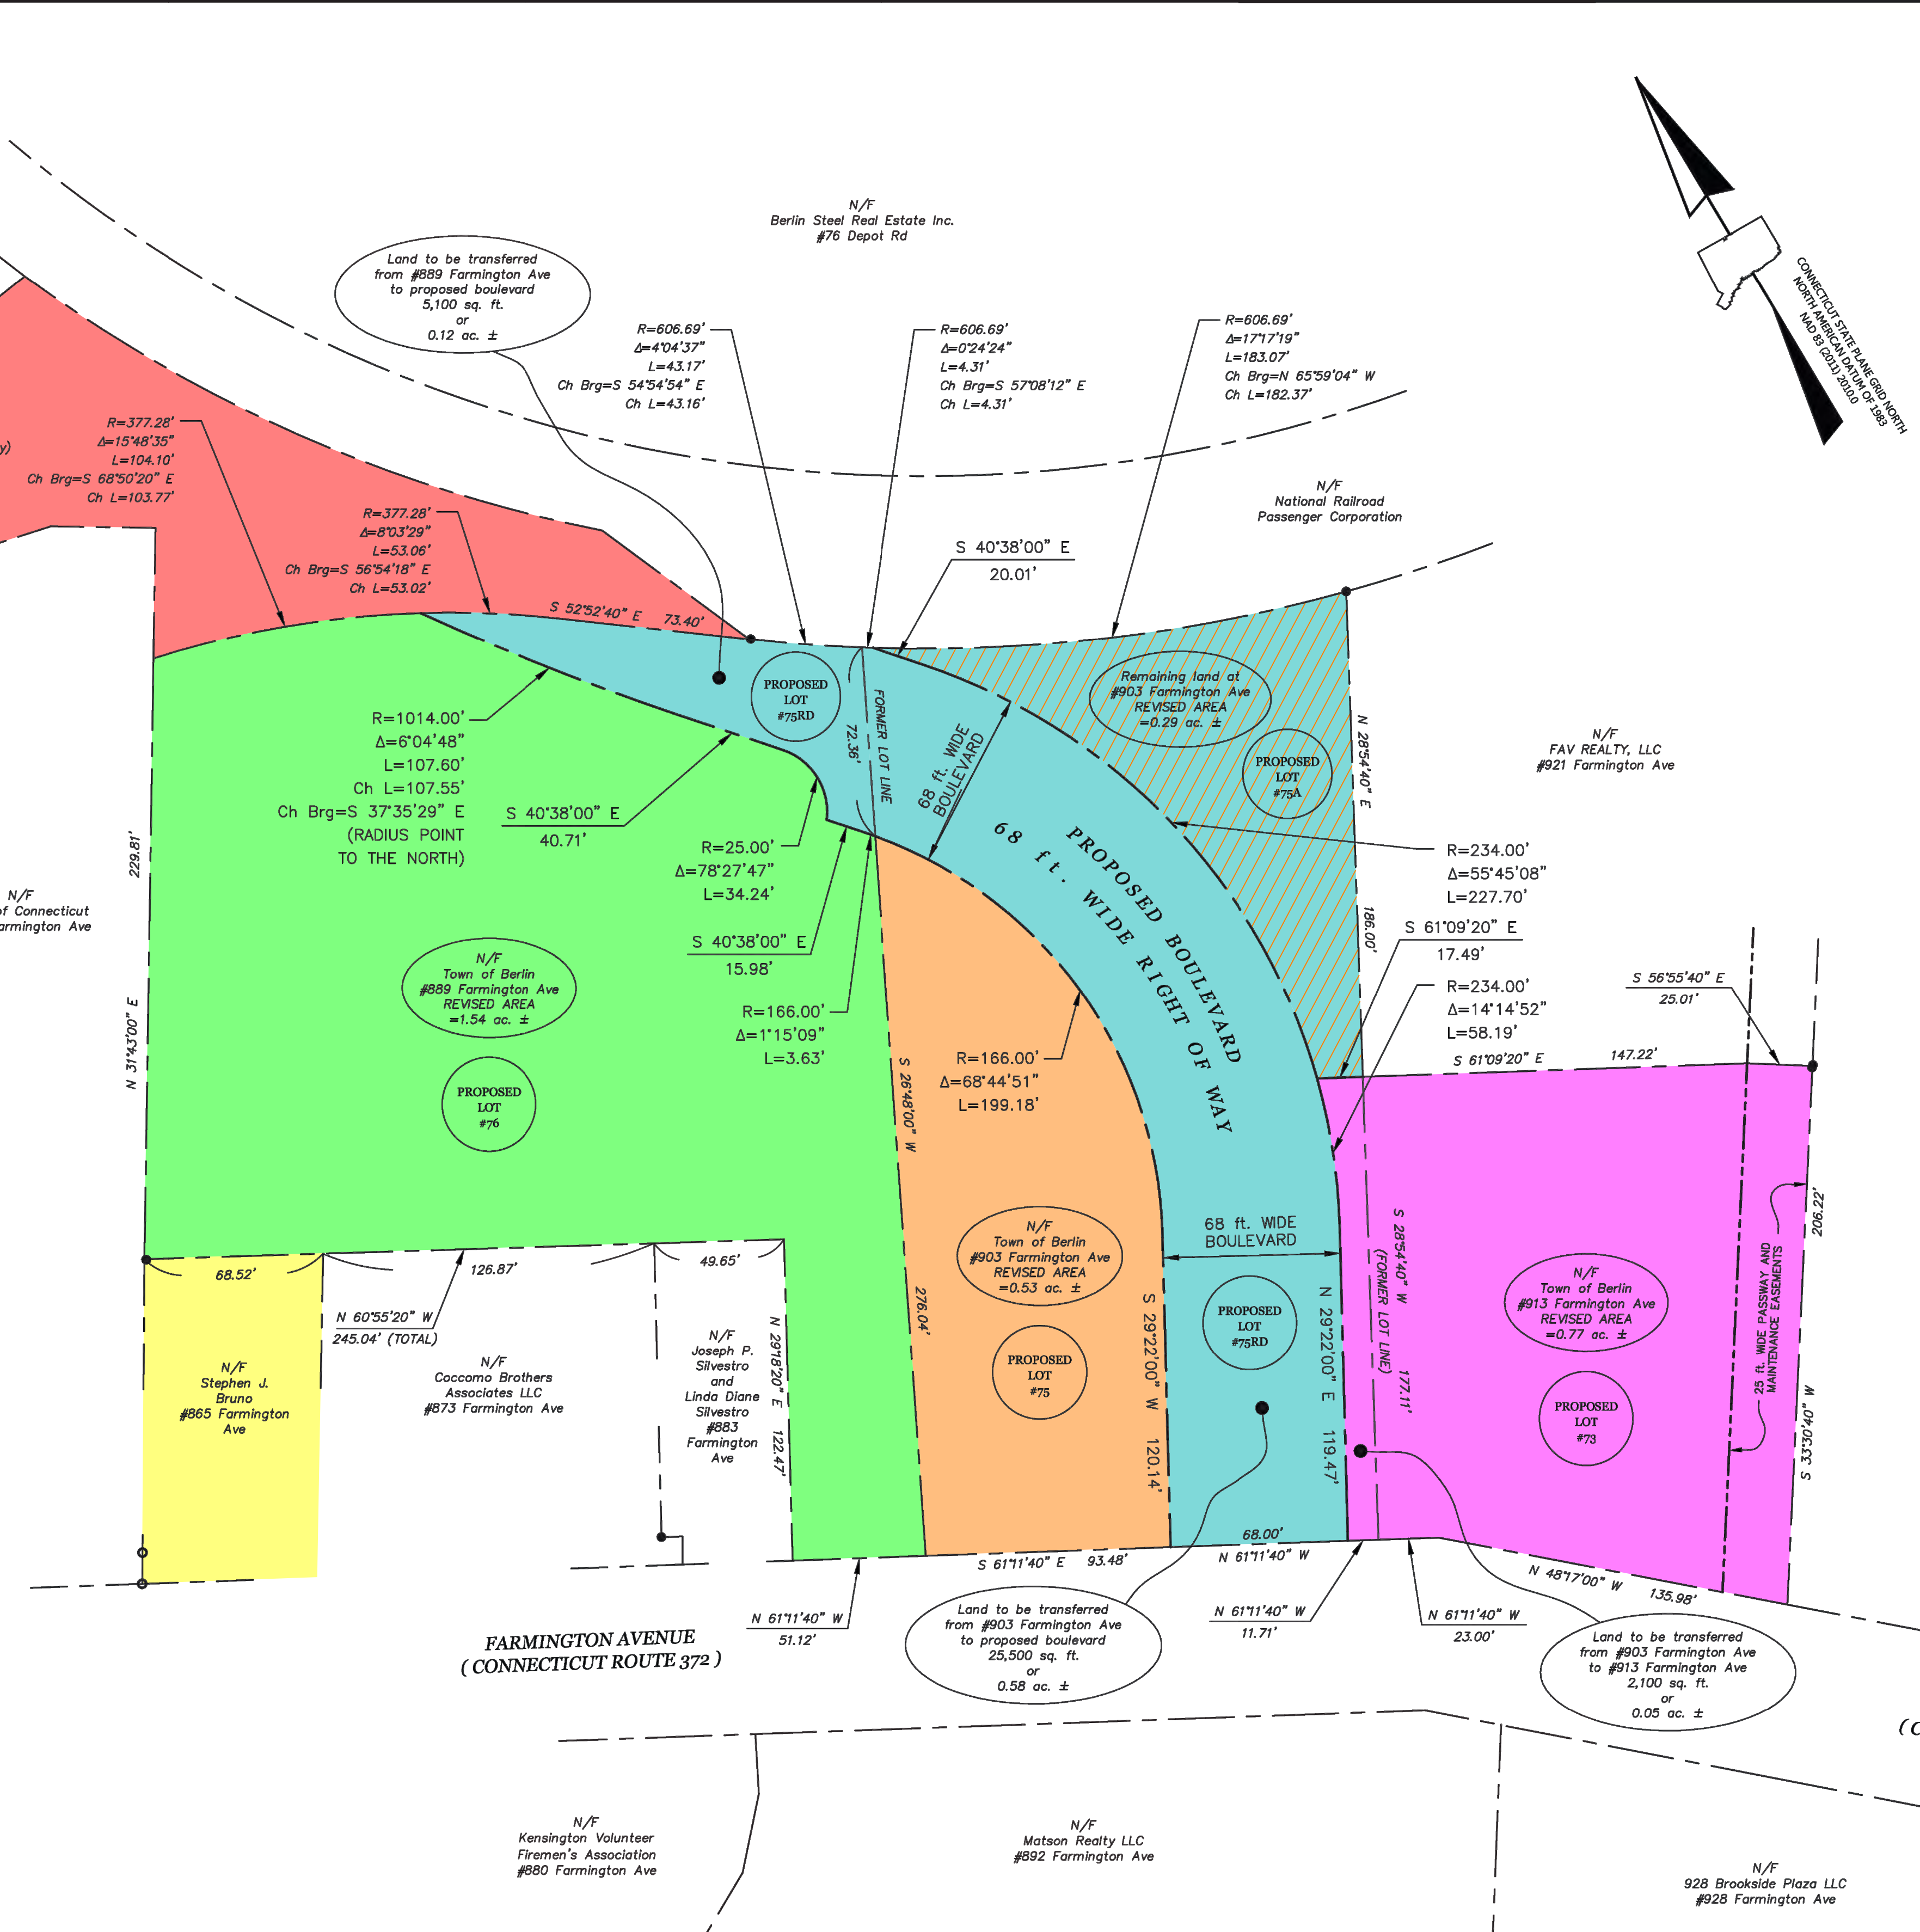 N/F
Berlin Steel Real Estate Inc.
#76 Depot Rd
CONNECTICUT STATE PLANE GRID NORTH
NORTH AMERICAN DATUM OF 1983
NAD 83 (2011) 2010.0
Land to be transferred
from #889 Farmington Ave
to proposed boulevard
5,100 sq. ft.
or
0.12 ac. ±
R=606.69'
Δ=4°04'37"
L=43.17'
Ch Brg=S 54°54'54" E
Ch L=43.16'
R=606.69'
Δ=0°24'24"
L=4.31'
Ch Brg=S 57°08'12" E
Ch L=4.31'
R=606.69'
Δ=17°17'19"
L=183.07'
Ch Brg=N 65°59'04" W
Ch L=182.37'
y)
R=377.28'
Δ=15°48'35"
L=104.10'
Ch Brg=S 68°50'20" E
Ch L=103.77'
R=377.28'
Δ=8°03'29"
L=53.06'
Ch Brg=S 56°54'18" E
Ch L=53.02'
N/F
National Railroad
Passenger Corporation
S 40°38'00" E
20.01'
S 52°52'40" E 73.40'
PROPOSED
LOT
#75RD
FORMER LOT LINE
72.36'
68 ft. WIDE
BOULEVARD
Remaining land at
#903 Farmington Ave
REVISED AREA
=0.29 ac. ±
PROPOSED
LOT
#75A
N 28°54'40" E
186.00'
N/F
FAV REALTY, LLC
#921 Farmington Ave
R=1014.00'
Δ=6°04'48"
L=107.60'
Ch L=107.55'
Ch Brg=S 37°35'29" E
(RADIUS POINT
TO THE NORTH)
S 40°38'00" E
40.71'
R=25.00'
Δ=78°27'47"
L=34.24'
S 40°38'00" E
15.98'
R=166.00'
Δ=1°15'09"
L=3.63'
PROPOSED BOULEVARD
68 ft. WIDE RIGHT OF WAY
R=234.00'
Δ=55°45'08"
L=227.70'
S 61°09'20" E
17.49'
R=234.00'
Δ=14°14'52"
L=58.19'
S 56°55'40" E
25.01'
S 61°09'20" E
147.22'
229.81'
N 31°43'00" E
N/F
of Connecticut
armington Ave
N/F
Town of Berlin
#889 Farmington Ave
REVISED AREA
=1.54 ac. ±
PROPOSED
LOT
#76
S 26°48'00" W
276.04'
R=166.00'
Δ=68°44'51"
L=199.18'
N/F
Town of Berlin
#903 Farmington Ave
REVISED AREA
=0.53 ac. ±
PROPOSED
LOT
#75
68 ft. WIDE
BOULEVARD
PROPOSED
LOT
#75RD
S 29°22'00" W 120.14'
N 29°22'00" E 119.47'
S 28°54'40" W 177.11'
(FORMER LOT LINE)
N/F
Town of Berlin
#913 Farmington Ave
REVISED AREA
=0.77 ac. ±
PROPOSED
LOT
#73
25 ft. WIDE PASSWAY AND
MAINTENANCE EASEMENTS
206.22'
S 33°30'40" W
68.52'
126.87'
49.65'
N 60°55'20" W
245.04' (TOTAL)
N/F
Stephen J.
Bruno
#865 Farmington
Ave
N/F
Coccomo Brothers
Associates LLC
#873 Farmington Ave
N/F
Joseph P.
Silvestro
and
Linda Diane
Silvestro
#883
Farmington
Ave
N 29°18'20" E 122.47'
S 61°11'40" E 93.48'
68.00'
N 61°11'40" W
N 48°17'00" W
135.98'
N 61°11'40" W
51.12'
N 61°11'40" W
11.71'
N 61°11'40" W
23.00'
FARMINGTON AVENUE
( CONNECTICUT ROUTE 372 )
Land to be transferred
from #903 Farmington Ave
to proposed boulevard
25,500 sq. ft.
or
0.58 ac. ±
Land to be transferred
from #903 Farmington Ave
to #913 Farmington Ave
2,100 sq. ft.
or
0.05 ac. ±
( C
N/F
Kensington Volunteer
Firemen's Association
#880 Farmington Ave
N/F
Matson Realty LLC
#892 Farmington Ave
N/F
928 Brookside Plaza LLC
#928 Farmington Ave